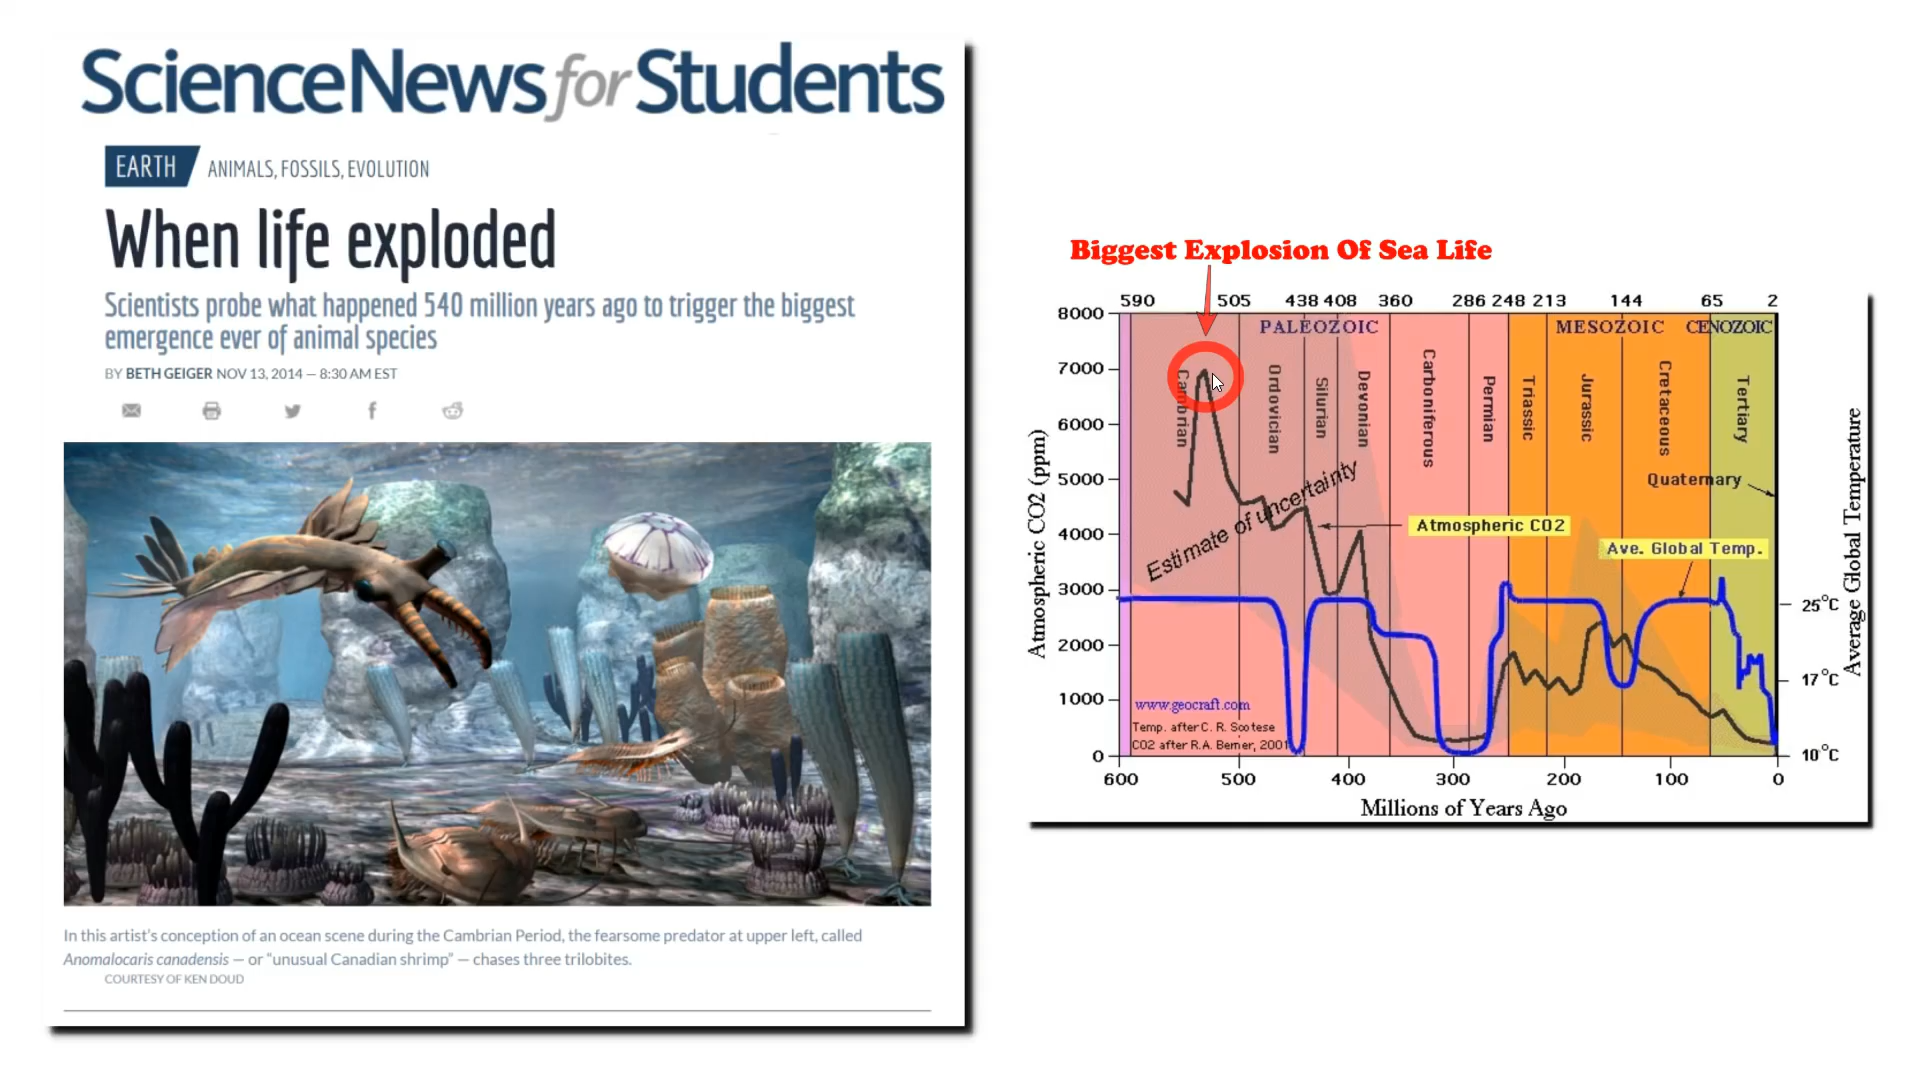 ScienceNews for Students
EARTH ANIMALS, FOSSILS, EVOLUTION
When life exploded
Scientists probe what happened 540 million years ago to trigger the biggest
emergence ever of animal species
BY BETH GEIGER NOV 13, 2014 — 8:30 AM EST
In this artist's conception of an ocean scene during the Cambrian Period, the fearsome predator at upper left, called
Anomalocaris canadensis — or "unusual Canadian shrimp" — chases three trilobites.
COURTESY OF KEN DOUD
Biggest Explosion Of Sea Life
590 505 438 408 360 286 248 213 144 65 2
PALEOZOIC MESOZOIC CENOZOIC
8000
7000
6000
5000
4000
3000
2000
1000
0
Atmospheric CO2 (ppm)
Cambrian
Ordovician
Silurian
Devonian
Carboniferous
Permian
Triassic
Jurassic
Cretaceous
Tertiary
Quaternary
Estimate of uncertainty
Atmospheric CO2
Ave. Global Temp.
25°C
17°C
10°C
Average Global Temperature
www.geocraft.com
Temp. after C. R. Scotese
CO2 after R.A. Berner, 2001
600 500 400 300 200 100 0
Millions of Years Ago